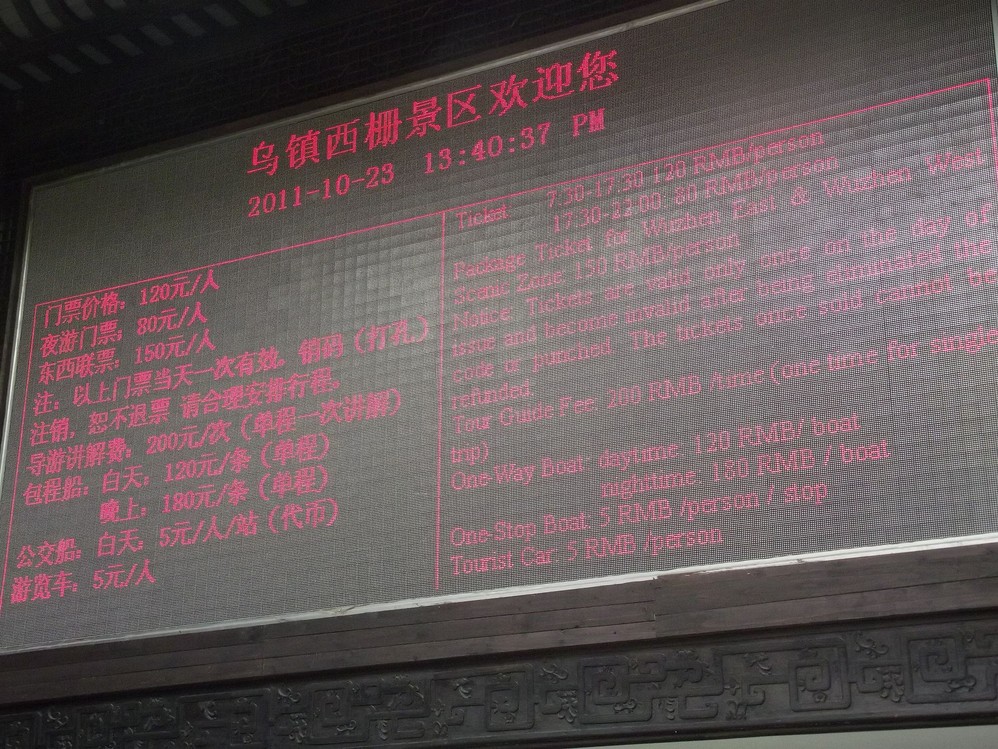 乌镇西栅景区欢迎您
2011-10-23 13:40:37 PM
门票价格：120元/人
夜游门票：80元/人
东西联票：150元/人
注：以上门票当天一次有效。销码（打孔）
注销，恕不退票 请合理安排行程。
导游讲解费：200元/次（单程一次讲解）
包程船：白天：120元/条（单程）
晚上：180元/条（单程）
公交船：白天：5元/人/站（代币）
游览车：5元/人
Ticket 7:30-17:30 120 RMB/person
17:30-22:00: 80 RMB/person
Package Ticket for Wuzhen East & Wuzhen West
Scenic Zone: 150 RMB/person
Notice: Tickets are valid only once on the day of
issue and become invalid after being eliminated the
code or punched. The tickets once sold cannot be
refunded.
Tour Guide Fee: 200 RMB /time (one time for single
trip)
One-Way Boat: daytime: 120 RMB/ boat
nighttime: 180 RMB / boat
One-Stop Boat: 5 RMB /person / stop
Tourist Car: 5 RMB /person